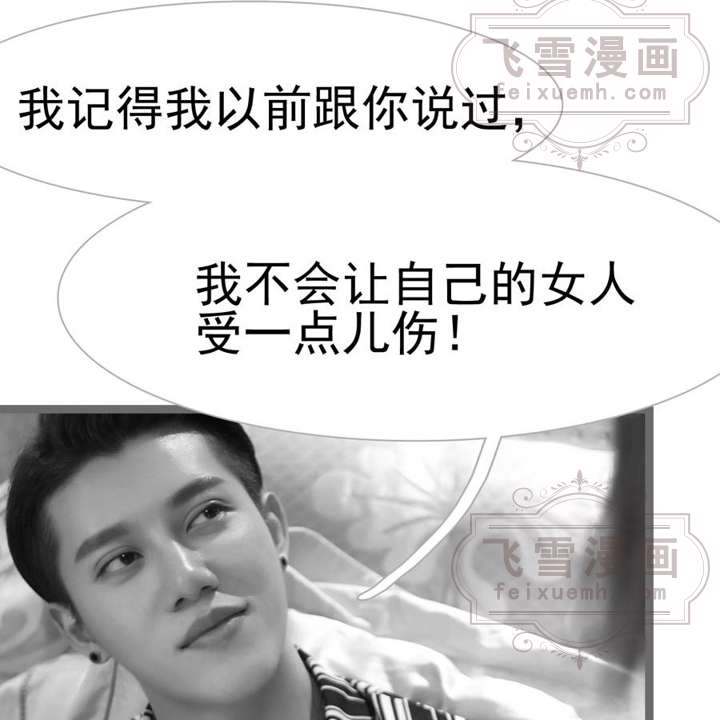 飞雪漫画
feixuemh.com
我记得我以前跟你说过，
我不会让自己的女人
受一点儿伤！
飞雪漫画
feixuemh.com